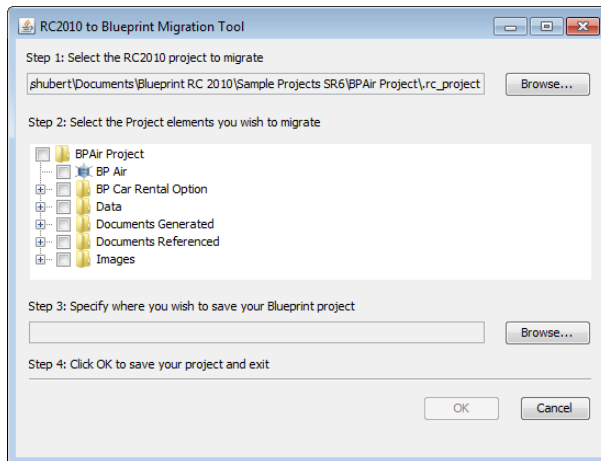 RC2010 to Blueprint Migration Tool
Step 1: Select the RC2010 project to migrate
shubert\Documents\Blueprint RC 2010\Sample Projects SR6\BPAir Project\.rc_project
Browse...
Step 2: Select the Project elements you wish to migrate
BPAir Project
BP Air
BP Car Rental Option
Data
Documents Generated
Documents Referenced
Images
Step 3: Specify where you wish to save your Blueprint project
Browse...
Step 4: Click OK to save your project and exit
OK
Cancel